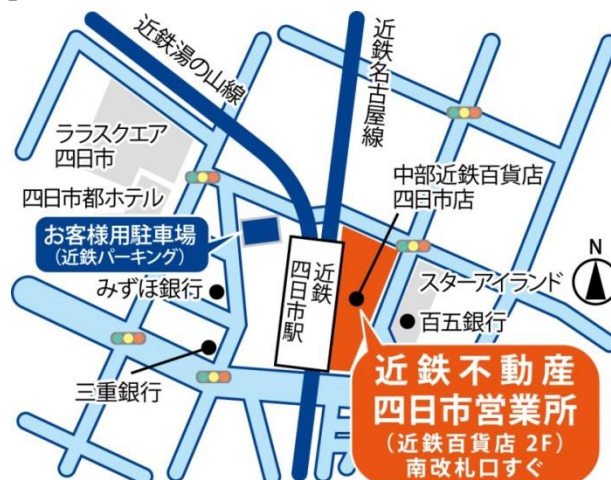 近鉄湯の山線
近鉄名古屋線
ララスクエア
四日市
中部近鉄百貨店
四日市店
四日市都ホテル
お客様用駐車場
(近鉄パーキング)
近鉄
四日市駅
スターアイランド
N
みずほ銀行
百五銀行
三重銀行
近鉄不動産
四日市営業所
(近鉄百貨店 2F)
南改札口すぐ